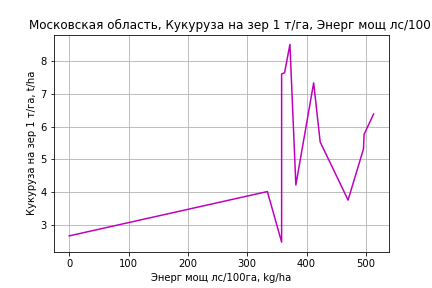 Московская область, Кукуруза на зер 1 т/га, Энерг мощ лс/100
8
7
6
5
4
3
Кукуруза на зер 1 т/га, t/ha
0 100 200 300 400 500
Энерг мощ лс/100га, kg/ha